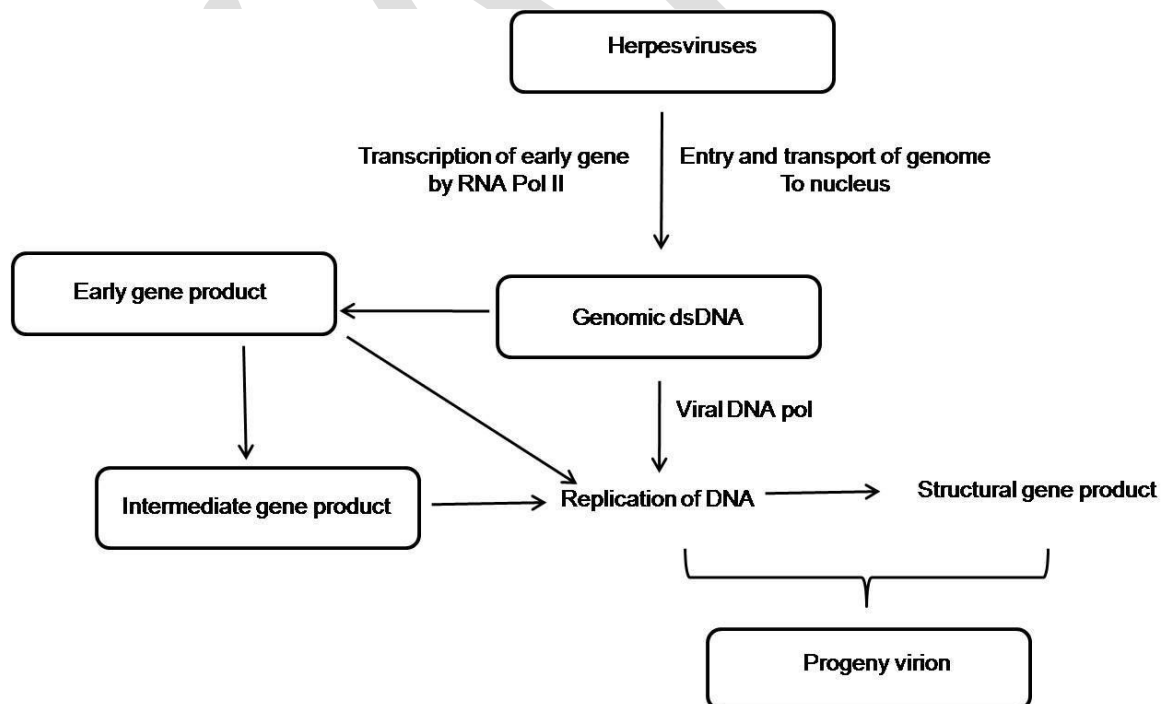 Herpesviruses
Transcription of early gene
by RNA Pol II
Entry and transport of genome
To nucleus
Early gene product
Genomic dsDNA
Viral DNA pol
Intermediate gene product
Replication of DNA
Structural gene product
Progeny virion